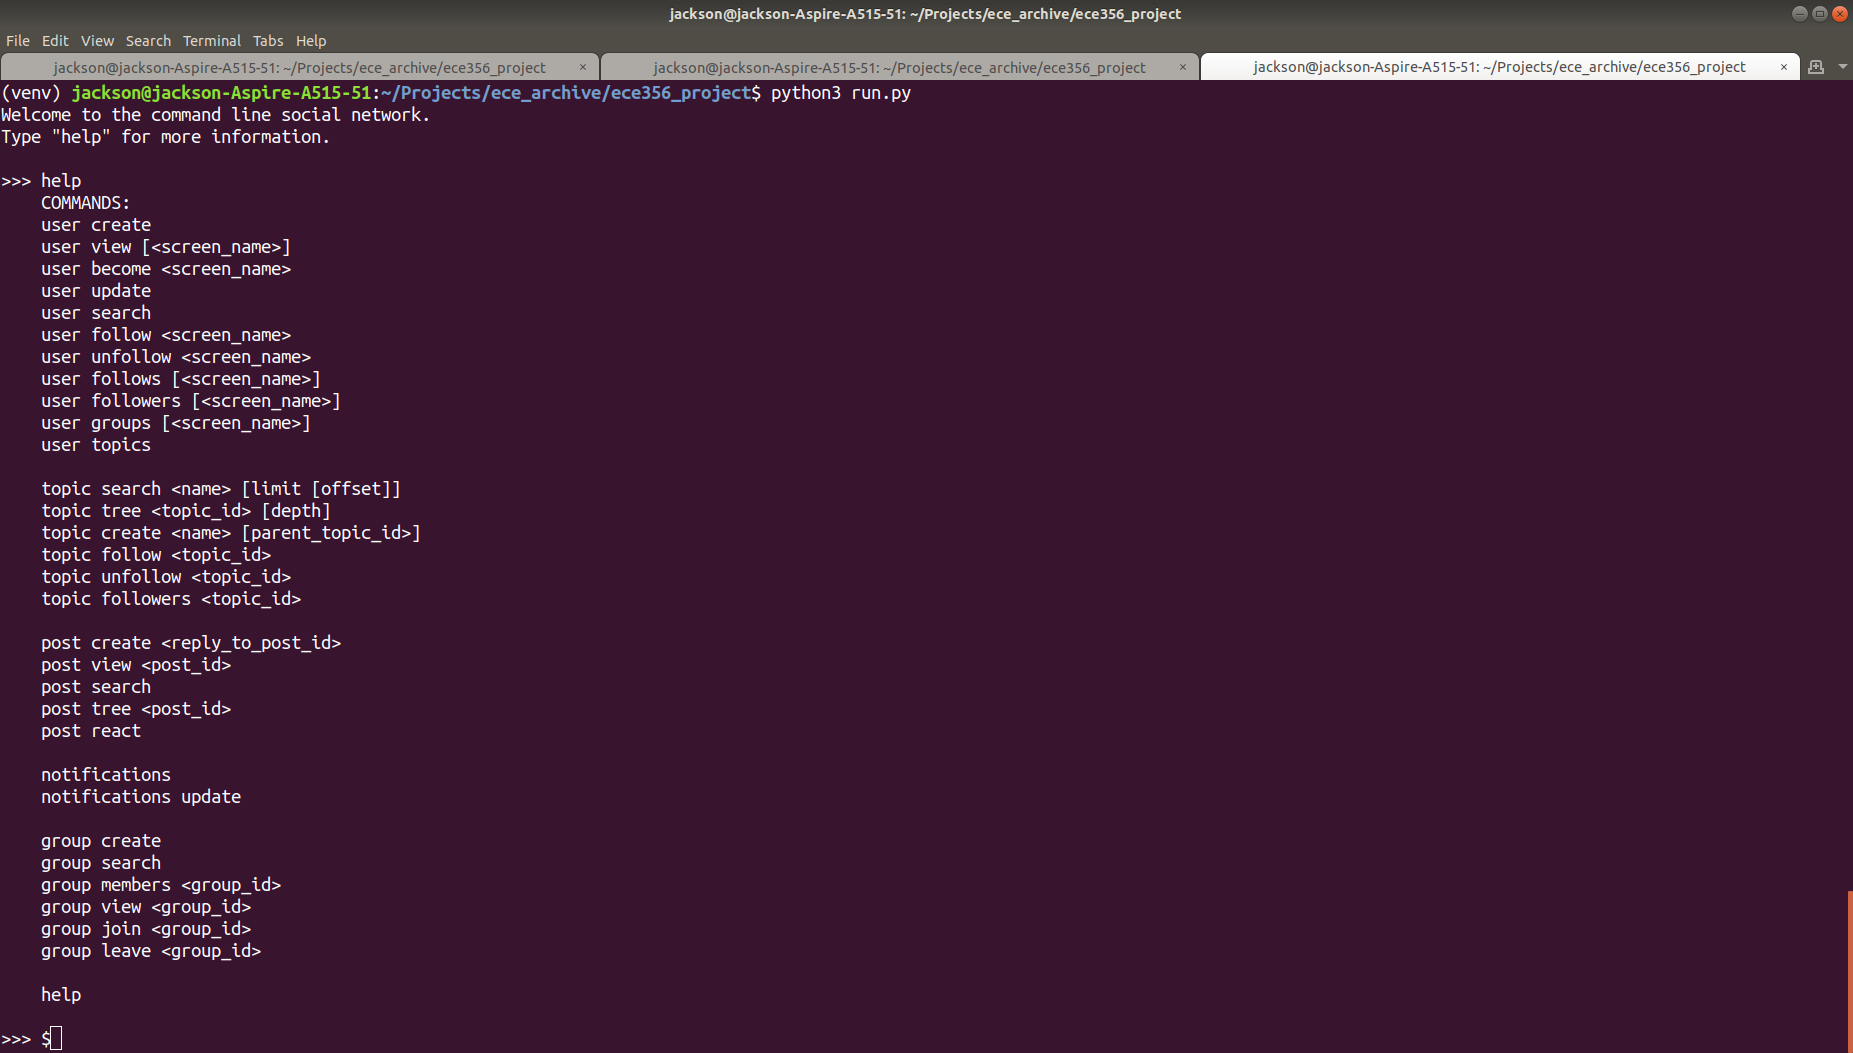 jackson@jackson-Aspire-A515-51: ~/Projects/ece_archive/ece356_project
File Edit View Search Terminal Tabs Help
jackson@jackson-Aspire-A515-51: ~/Projects/ece_archive/ece356_project × jackson@jackson-Aspire-A515-51: ~/Projects/ece_archive/ece356_project × jackson@jackson-Aspire-A515-51: ~/Projects/ece_archive/ece356_project ×
(venv) jackson@jackson-Aspire-A515-51:~/Projects/ece_archive/ece356_project$ python3 run.py
Welcome to the command line social network.
Type "help" for more information.
>>> help
COMMANDS:
user create
user view [<screen_name>]
user become <screen_name>
user update
user search
user follow <screen_name>
user unfollow <screen_name>
user follows [<screen_name>]
user followers [<screen_name>]
user groups [<screen_name>]
user topics
topic search <name> [limit [offset]]
topic tree <topic_id> [depth]
topic create <name> [parent_topic_id>]
topic follow <topic_id>
topic unfollow <topic_id>
topic followers <topic_id>
post create <reply_to_post_id>
post view <post_id>
post search
post tree <post_id>
post react
notifications
notifications update
group create
group search
group members <group_id>
group view <group_id>
group join <group_id>
group leave <group_id>
help
>>> $